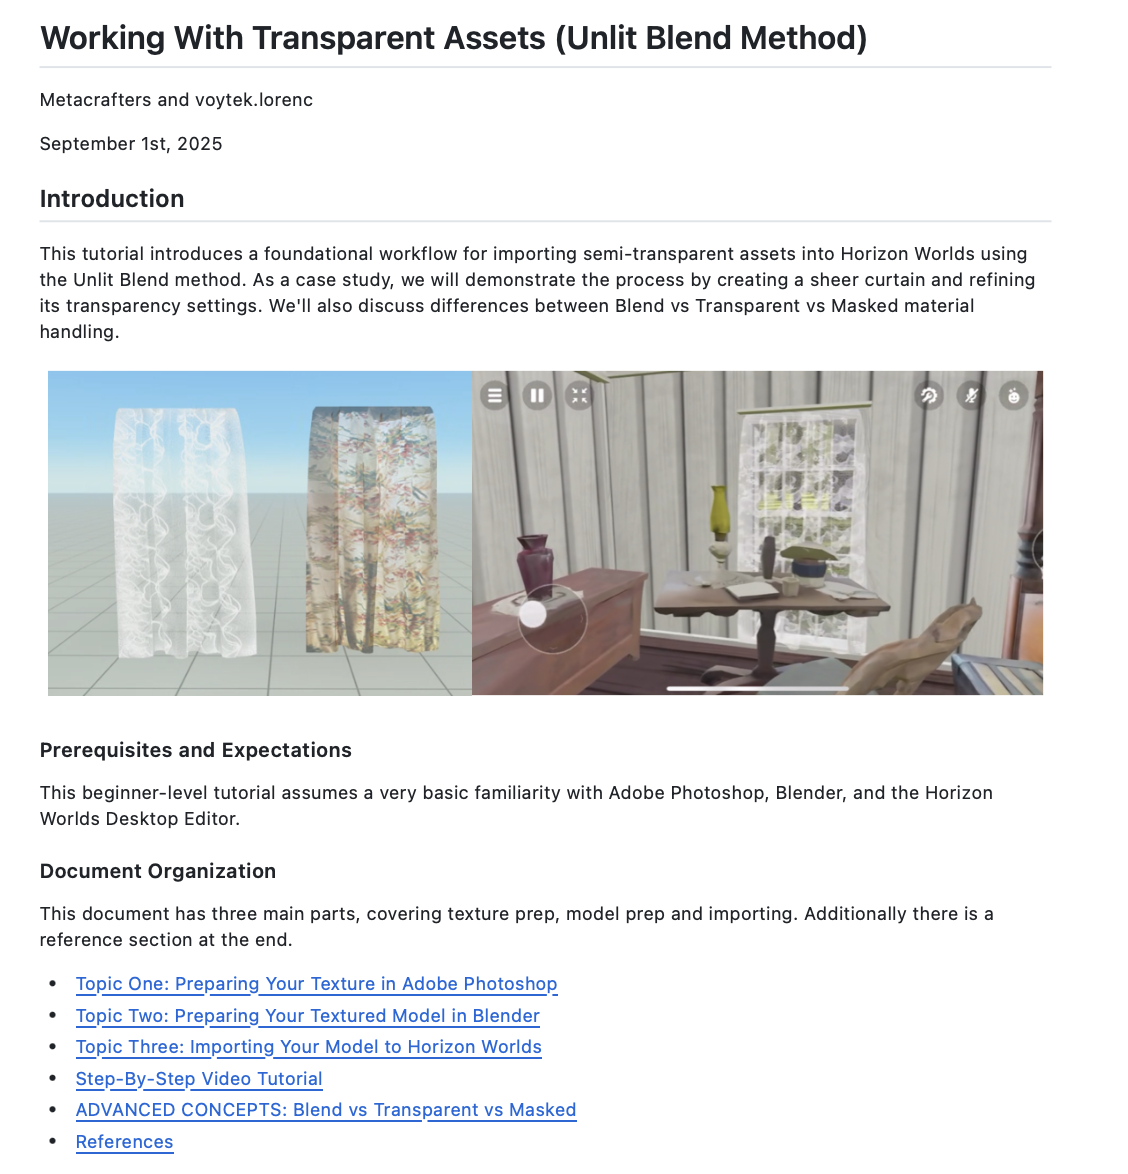 Working With Transparent Assets (Unlit Blend Method)
Metacrafters and voytek.lorenc
September 1st, 2025
Introduction
This tutorial introduces a foundational workflow for importing semi-transparent assets into Horizon Worlds using
the Unlit Blend method. As a case study, we will demonstrate the process by creating a sheer curtain and refining
its transparency settings. We'll also discuss differences between Blend vs Transparent vs Masked material
handling.
Prerequisites and Expectations
This beginner-level tutorial assumes a very basic familiarity with Adobe Photoshop, Blender, and the Horizon
Worlds Desktop Editor.
Document Organization
This document has three main parts, covering texture prep, model prep and importing. Additionally there is a
reference section at the end.
• Topic One: Preparing Your Texture in Adobe Photoshop
• Topic Two: Preparing Your Textured Model in Blender
• Topic Three: Importing Your Model to Horizon Worlds
• Step-By-Step Video Tutorial
• ADVANCED CONCEPTS: Blend vs Transparent vs Masked
• References